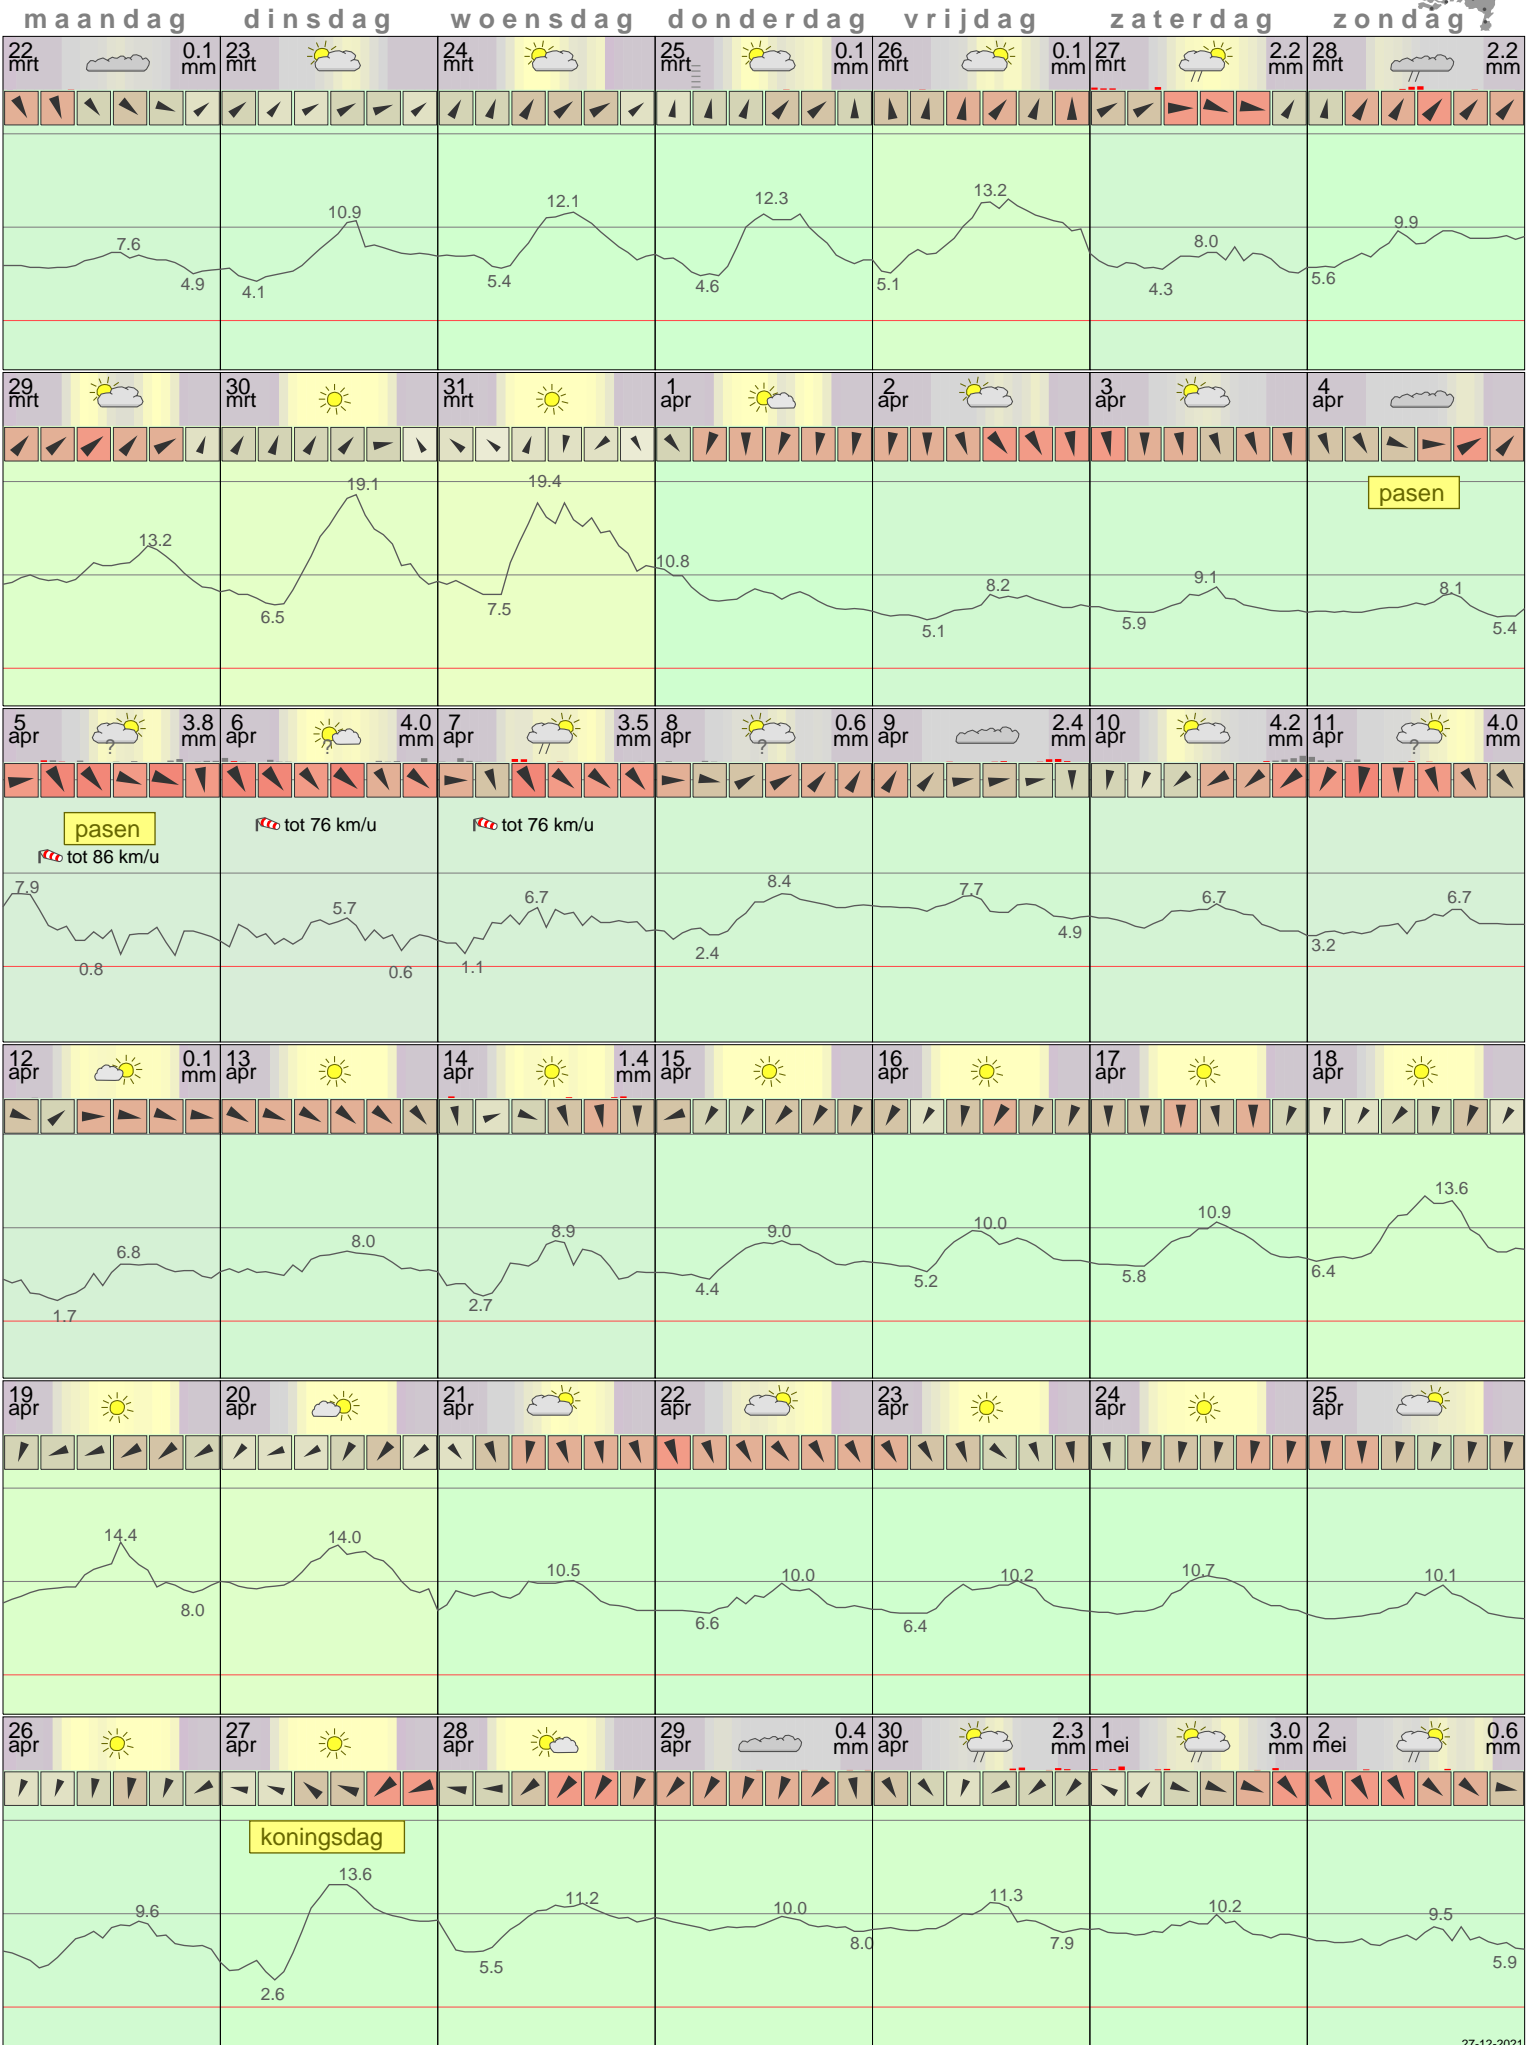 maandag dinsdag woensdag donderdag vrijdag zaterdag zondag
22 mrt 0.1 mm 23 mrt 24 mrt 25 mrt 0.1 mm 26 mrt 0.1 mm 27 mrt 2.2 mm 28 mrt 2.2 mm
7.6 4.9 4.1 10.9 5.4 12.1 4.6 12.3 5.1 13.2 4.3 8.0 5.6 9.9
29 mrt 30 mrt 31 mrt 1 apr 2 apr 3 apr 4 apr
pasen
13.2 6.5 19.1 7.5 19.4 10.8 5.1 8.2 5.9 9.1 8.1 5.4
5 apr 3.8 mm 6 apr 4.0 mm 7 apr 3.5 mm 8 apr 0.6 mm 9 apr 2.4 mm 10 apr 4.2 mm 11 apr 4.0 mm
? ? ? ?
pasen tot 76 km/u tot 76 km/u
tot 86 km/u
7.9 0.8 5.7 0.6 1.1 6.7 2.4 8.4 7.7 4.9 6.7 3.2 6.7
12 apr 0.1 mm 13 apr 14 apr 1.4 mm 15 apr 16 apr 17 apr 18 apr
1.7 6.8 8.0 2.7 8.9 4.4 9.0 5.2 10.0 5.8 10.9 6.4 13.6
19 apr 20 apr 21 apr 22 apr 23 apr 24 apr 25 apr
14.4 8.0 14.0 10.5 6.6 10.0 6.4 10.2 10.7 10.1
26 apr 27 apr 28 apr 29 apr 0.4 mm 30 apr 2.3 mm 1 mei 3.0 mm 2 mei 0.6 mm
koningsdag
9.6 2.6 13.6 5.5 11.2 10.0 8.0 11.3 7.9 10.2 9.5 5.9
27-12-2021